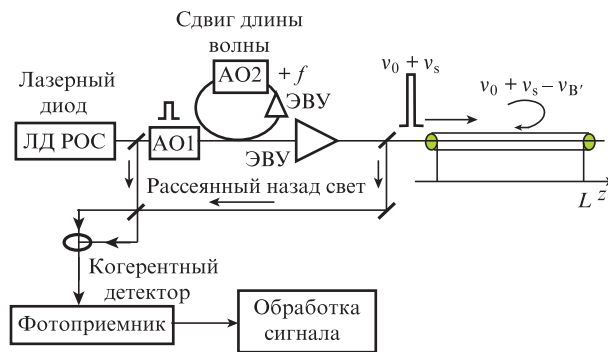 Сдвиг длины
волны
Лазерный
диод
ЛД РОС
АО1
АО2
+ f
ЭВУ
ЭВУ
ν₀ + νₛ
ν₀ + νₛ – ν_B′
Рассеянный назад свет
L z
Когерентный
детектор
Фотоприемник
Обработка
сигнала